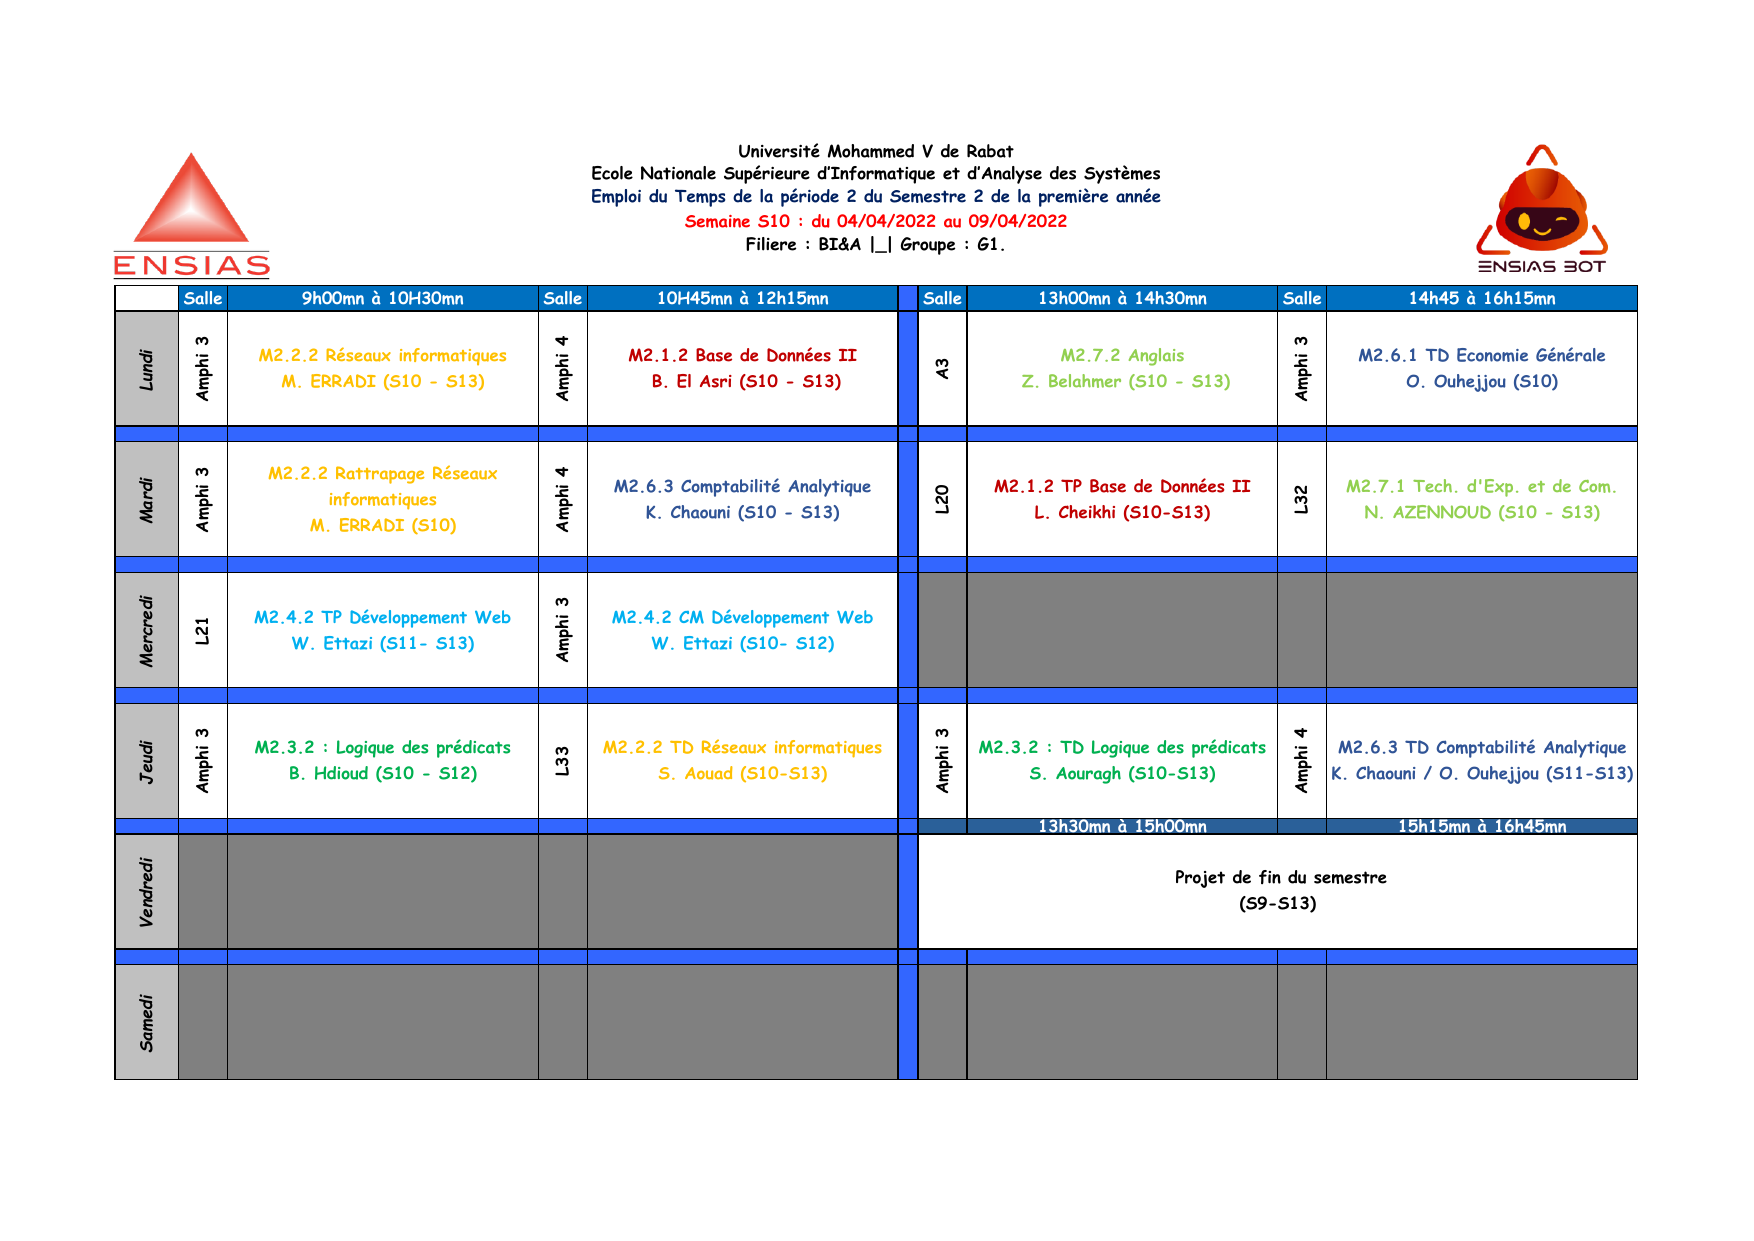 Université Mohammed V de Rabat
Ecole Nationale Supérieure d’Informatique et d’Analyse des Systèmes
Emploi du Temps de la période 2 du Semestre 2 de la première année
Semaine S10 : du 04/04/2022 au 09/04/2022
Filiere : BI&A |_| Groupe : G1.
ENSIAS
ENSIAS BOT
Salle 9h00mn à 10H30mn Salle 10H45mn à 12h15mn Salle 13h00mn à 14h30mn Salle 14h45 à 16h15mn
Lundi
Amphi 3
M2.2.2 Réseaux informatiques
M. ERRADI (S10 - S13)
Amphi 4
M2.1.2 Base de Données II
B. El Asri (S10 - S13)
A3
M2.7.2 Anglais
Z. Belahmer (S10 - S13)
Amphi 3
M2.6.1 TD Economie Générale
O. Ouhejjou (S10)
Mardi
Amphi 3
M2.2.2 Rattrapage Réseaux
informatiques
M. ERRADI (S10)
Amphi 4
M2.6.3 Comptabilité Analytique
K. Chaouni (S10 - S13)
L20
M2.1.2 TP Base de Données II
L. Cheikhi (S10-S13)
L32
M2.7.1 Tech. d'Exp. et de Com.
N. AZENNOUD (S10 - S13)
Mercredi
L21
M2.4.2 TP Développement Web
W. Ettazi (S11- S13)
Amphi 3
M2.4.2 CM Développement Web
W. Ettazi (S10- S12)
Jeudi
Amphi 3
M2.3.2 : Logique des prédicats
B. Hdioud (S10 - S12)
L33
M2.2.2 TD Réseaux informatiques
S. Aouad (S10-S13)
Amphi 3
M2.3.2 : TD Logique des prédicats
S. Aouragh (S10-S13)
Amphi 4
M2.6.3 TD Comptabilité Analytique
K. Chaouni / O. Ouhejjou (S11-S13)
13h30mn à 15h00mn 15h15mn à 16h45mn
Vendredi
Projet de fin du semestre
(S9-S13)
Samedi